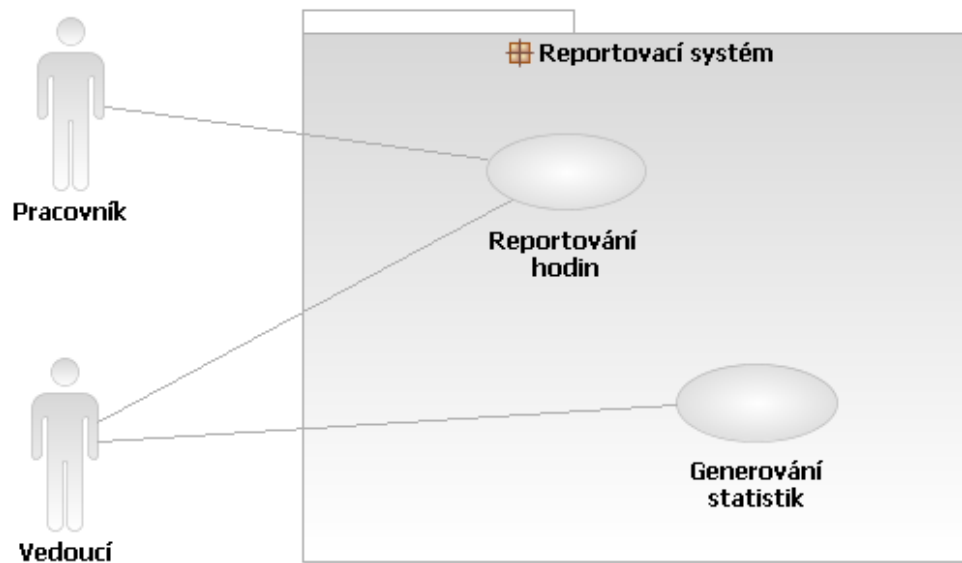 Reportovací systém
Pracovník
Reportování
hodin
Generování
statistik
Vedoucí